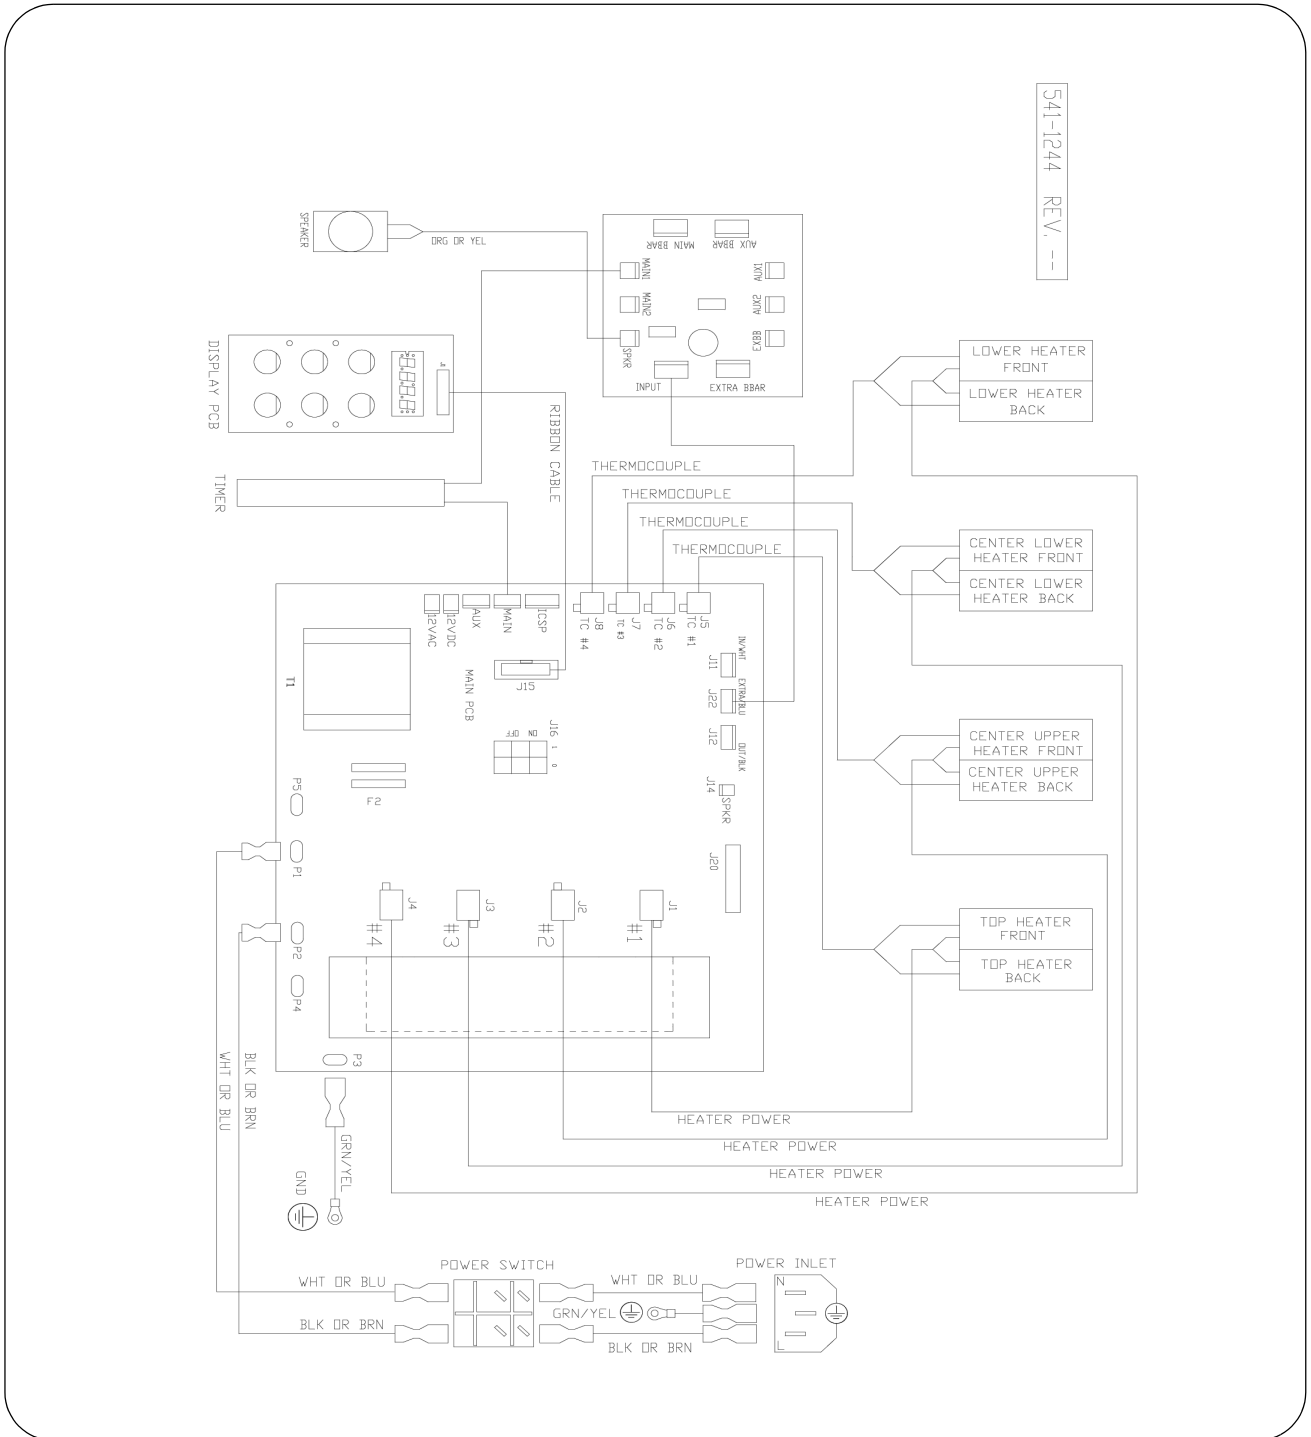 541-1244 REV. --
SPEAKER
ORG OR YEL
MAIN BBAR
AUX BBAR
MAIN1
MAIN2
SPKR
AUX1
AUX2
BBX3
INPUT
EXTRA BBAR
DISPLAY PCB
J1
RIBBON CABLE
TIMER
LOWER HEATER
FRONT
LOWER HEATER
BACK
THERMOCOUPLE
THERMOCOUPLE
THERMOCOUPLE
THERMOCOUPLE
CENTER LOWER
HEATER FRONT
CENTER LOWER
HEATER BACK
12VAC
12VDC
AUX
MAIN
ICSP
J8
TC #4
J7
TC #3
J6
TC #2
J5
TC #1
IN/WHT
J11
EXTRA/BLU
J22
OUT/BLK
J12
J14
SPKR
J20
T1
MAIN PCB
J15
J16
OFF
ON
1
0
F2
P5
P1
P2
P4
P3
CENTER UPPER
HEATER FRONT
CENTER UPPER
HEATER BACK
J4
#4
J3
#3
J2
#2
J1
#1
TOP HEATER
FRONT
TOP HEATER
BACK
WHT OR BLU
BLK OR BRN
GRN/YEL
GND
HEATER POWER
HEATER POWER
HEATER POWER
HEATER POWER
POWER SWITCH
POWER INLET
WHT OR BLU
WHT OR BLU
N
GRN/YEL
BLK OR BRN
BLK OR BRN
L